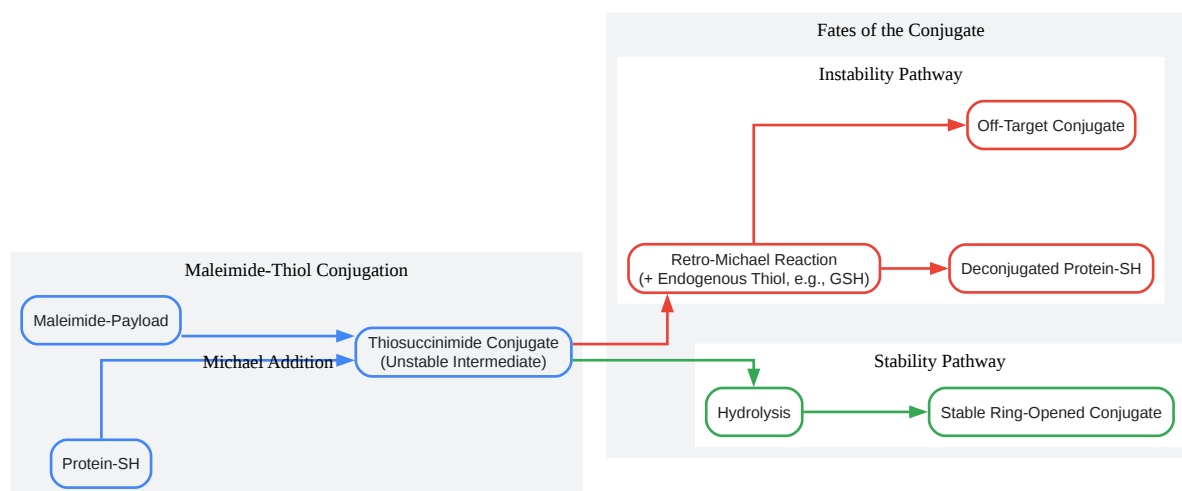 Fates of the Conjugate
Instability Pathway
Off-Target Conjugate
Retro-Michael Reaction
(+ Endogenous Thiol, e.g., GSH)
Deconjugated Protein-SH
Maleimide-Thiol Conjugation
Maleimide-Payload
Thiosuccinimide Conjugate
(Unstable Intermediate)
Michael Addition
Protein-SH
Stability Pathway
Hydrolysis
Stable Ring-Opened Conjugate